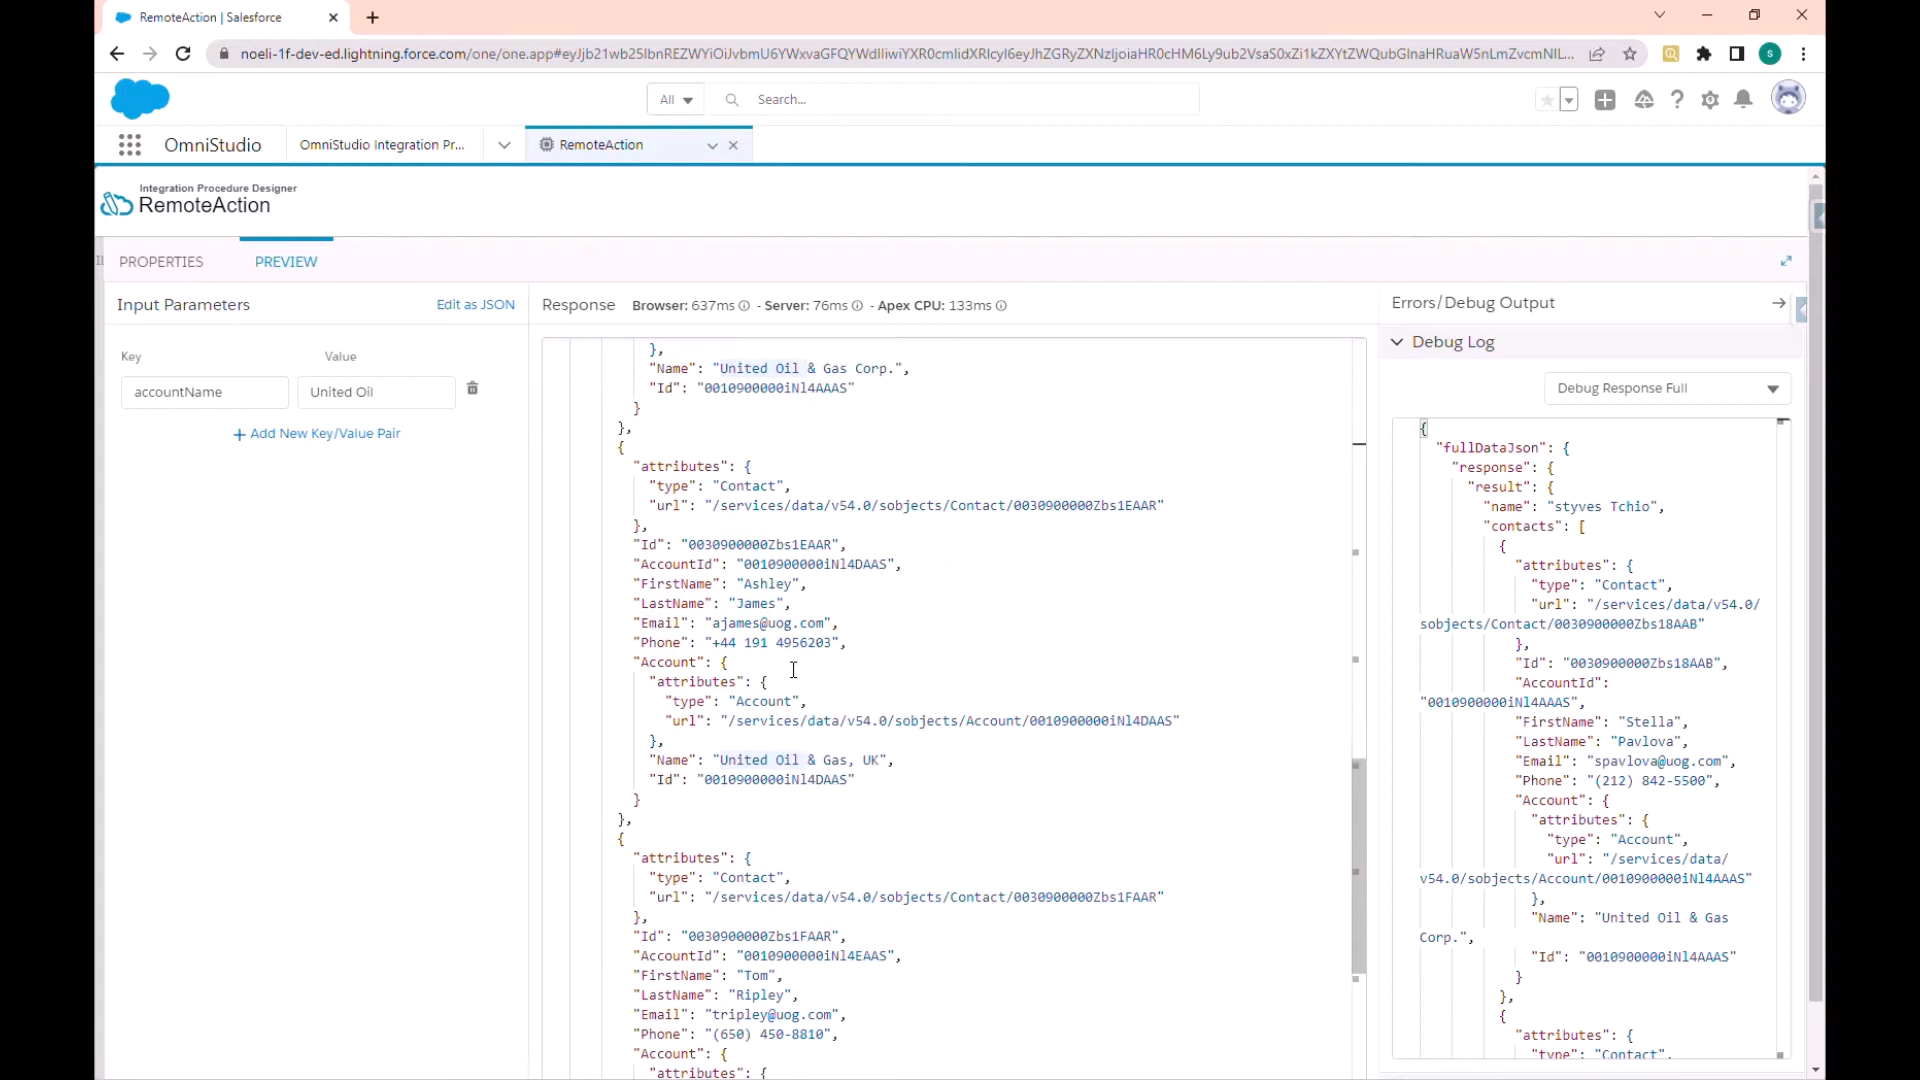 RemoteAction | Salesforce
noeli-1f-dev-ed.lightning.force.com/one/one.app#
All
Search...
OmniStudio
OmniStudio Integration Pr...
RemoteAction
Integration Procedure Designer
RemoteAction
PROPERTIES
PREVIEW
Input Parameters
Edit as JSON
Key
Value
accountName
United Oil
Add New Key/Value Pair
Response
Browser: 637ms - Server: 76ms - Apex CPU: 133ms
},
"Name": "United Oil & Gas Corp.",
"Id": "0010900000iNl4AAAS"
}
},
{
"attributes": {
"type": "Contact",
"url": "/services/data/v54.0/sobjects/Contact/0030900000Zbs1EAAR"
},
"Id": "0030900000Zbs1EAAR",
"AccountId": "0010900000iNl4DAAS",
"FirstName": "Ashley",
"LastName": "James",
"Email": "ajames@uog.com",
"Phone": "+44 191 4956203",
"Account": {
"attributes": {
"type": "Account",
"url": "/services/data/v54.0/sobjects/Account/0010900000iNl4DAAS"
},
"Name": "United Oil & Gas, UK",
"Id": "0010900000iNl4DAAS"
}
},
{
"attributes": {
"type": "Contact",
"url": "/services/data/v54.0/sobjects/Contact/0030900000Zbs1FAAR"
},
"Id": "0030900000Zbs1FAAR",
"AccountId": "0010900000iNl4EAAS",
"FirstName": "Tom",
"LastName": "Ripley",
"Email": "tripley@uog.com",
"Phone": "(650) 450-8810",
"Account": {
"attributes": {
Errors/Debug Output
Debug Log
Debug Response Full
{
"fullDataJson": {
"response": {
"result": {
"name": "styves Tchio",
"contacts": [
{
"attributes": {
"type": "Contact",
"url": "/services/data/v54.0/
sobjects/Contact/0030900000Zbs18AAB"
},
"Id": "0030900000Zbs18AAB",
"AccountId":
"0010900000iNl4AAAS",
"FirstName": "Stella",
"LastName": "Pavlova",
"Email": "spavlova@uog.com",
"Phone": "(212) 842-5500",
"Account": {
"attributes": {
"type": "Account",
"url": "/services/data/
v54.0/sobjects/Account/0010900000iNl4AAAS"
},
"Name": "United Oil & Gas
Corp.",
"Id": "0010900000iNl4AAAS"
}
},
{
"attributes": {
"type": "Contact",